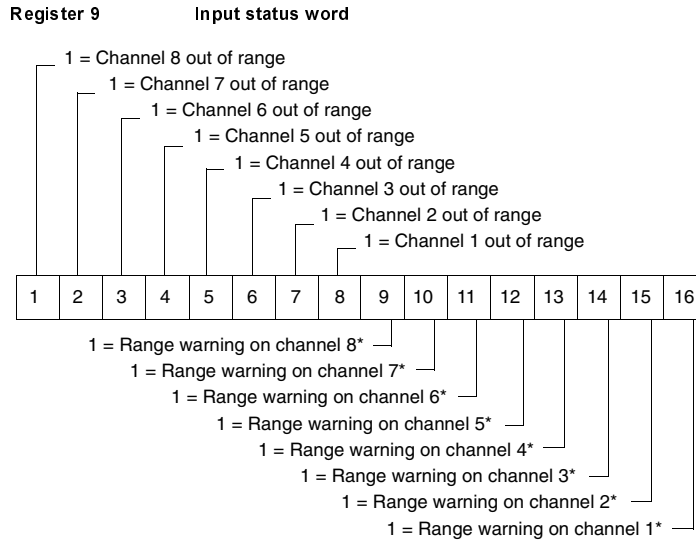 Register 9 Input status word
1 = Channel 8 out of range
1 = Channel 7 out of range
1 = Channel 6 out of range
1 = Channel 5 out of range
1 = Channel 4 out of range
1 = Channel 3 out of range
1 = Channel 2 out of range
1 = Channel 1 out of range
1 2 3 4 5 6 7 8 9 10 11 12 13 14 15 16
1 = Range warning on channel 8*
1 = Range warning on channel 7*
1 = Range warning on channel 6*
1 = Range warning on channel 5*
1 = Range warning on channel 4*
1 = Range warning on channel 3*
1 = Range warning on channel 2*
1 = Range warning on channel 1*